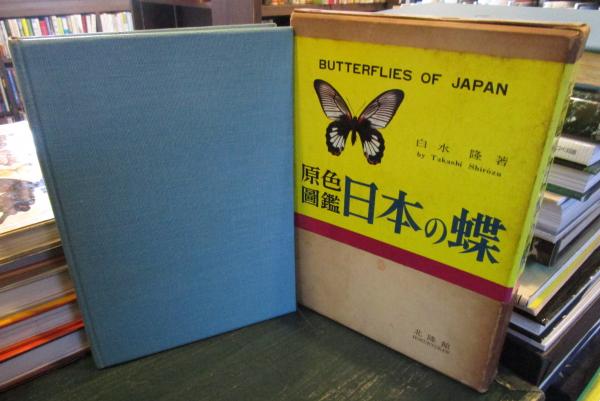 BUTTERFLIES OF JAPAN
白水 隆 著
by Takashi Shirôzu
原色
圖鑑
日本の蝶
北隆館
HOKURYUKAN